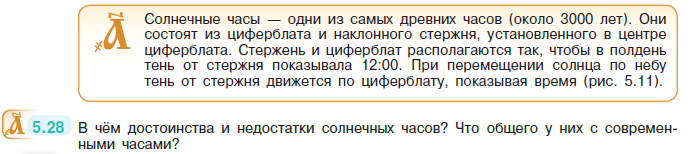 Солнечные часы — одни из самых древних часов (около 3000 лет). Они
состоят из циферблата и наклонного стержня, установленного в центре
циферблата. Стержень и циферблат располагаются так, чтобы в полдень
тень от стержня показывала 12:00. При перемещении солнца по небу
тень от стержня движется по циферблату, показывая время (рис. 5.11).
5.28 В чём достоинства и недостатки солнечных часов? Что общего у них с современ-
ными часами?